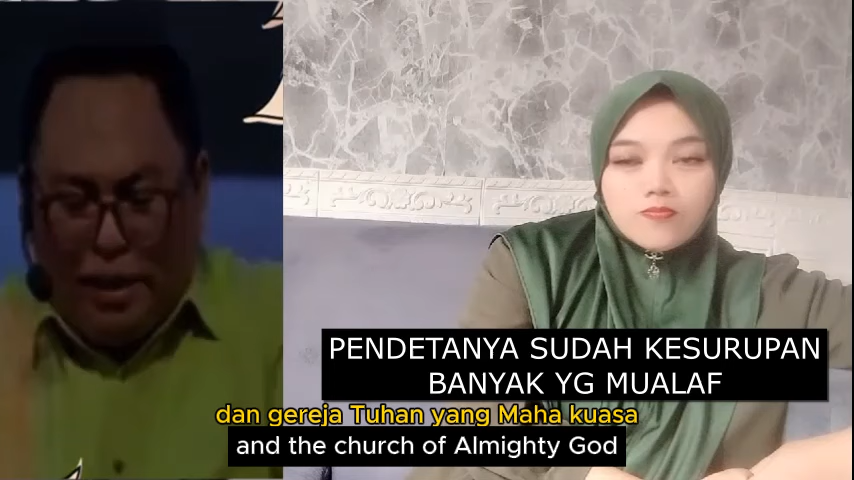 PENDETANYA SUDAH KESURUPAN
BANYAK YG MUALAF
dan gereja Tuhan yang Maha kuasa
and the church of Almighty God